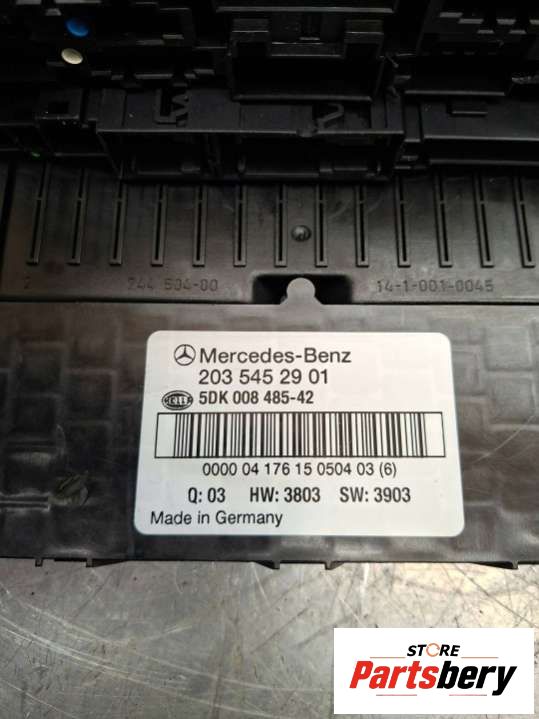 244 504-00
14-1-001-0045
Mercedes-Benz
203 545 29 01
HELLA 5DK 008 485-42
0000 04 176 15 0504 03 (6)
Q: 03 HW: 3803 SW: 3903
Made in Germany
STORE
Partsbery